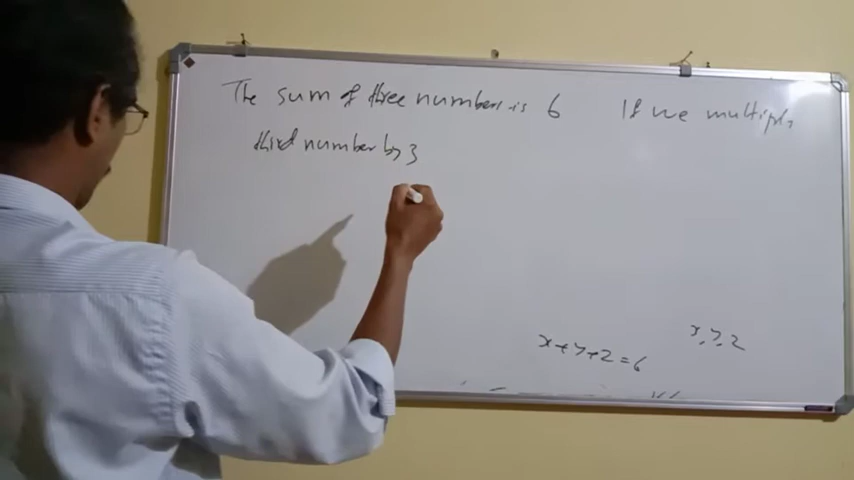 The sum of three numbers is 6 If we multiply
third number by 3
x+y+z=6
x, y, z